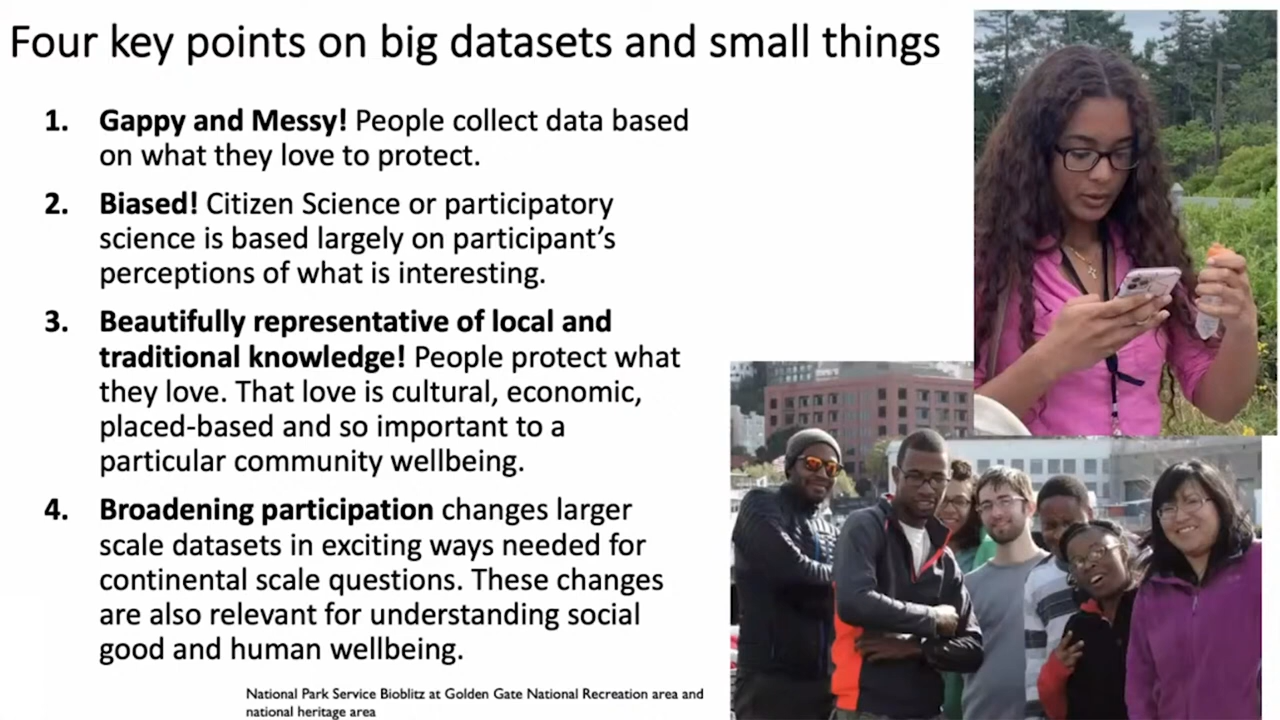 Four key points on big datasets and small things
1. Gappy and Messy! People collect data based
on what they love to protect.
2. Biased! Citizen Science or participatory
science is based largely on participant’s
perceptions of what is interesting.
3. Beautifully representative of local and
traditional knowledge! People protect what
they love. That love is cultural, economic,
placed-based and so important to a
particular community wellbeing.
4. Broadening participation changes larger
scale datasets in exciting ways needed for
continental scale questions. These changes
are also relevant for understanding social
good and human wellbeing.
National Park Service Bioblitz at Golden Gate National Recreation area and
national heritage area